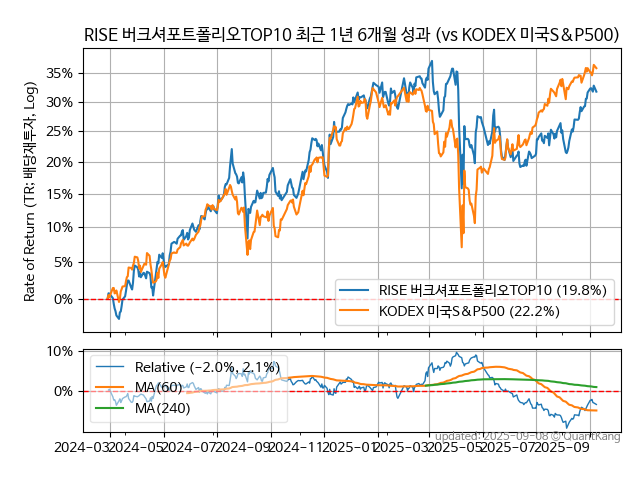 RISE 버크셔포트폴리오TOP10 최근 1년 6개월 성과 (vs KODEX 미국S&P500)
Rate of Return (TR: 배당재투자, Log)
35%
30%
25%
20%
15%
10%
5%
0%
RISE 버크셔포트폴리오TOP10 (19.8%)
KODEX 미국S&P500 (22.2%)
10%
0%
Relative (−2.0%, 2.1%)
MA(60)
MA(240)
updated: 2025-09-08 © QuantKang
2024-03 2024-05 2024-07 2024-09 2024-11 2025-01 2025-03 2025-05 2025-07 2025-09